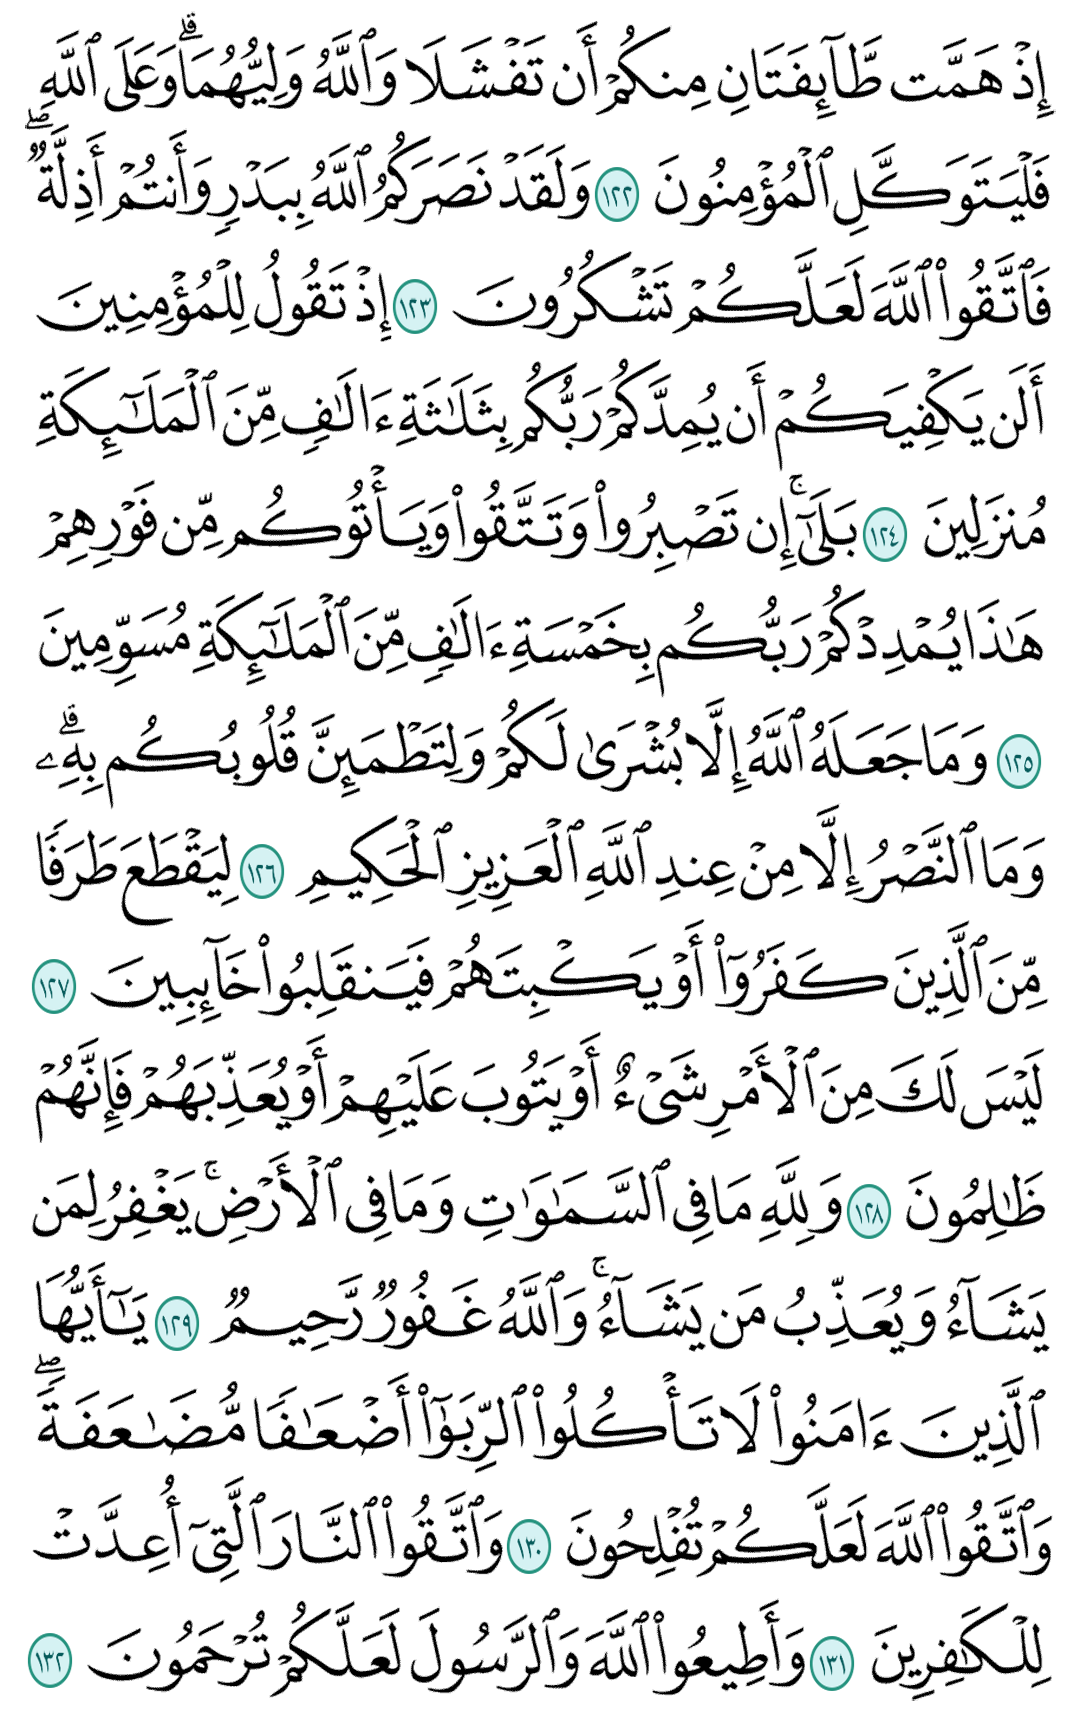 إِذْ هَمَّت طَّآئِفَتَانِ مِنكُمْ أَن تَفْشَلَا وَٱللَّهُ وَلِيُّهُمَا ۗ وَعَلَى ٱللَّهِ
فَلْيَتَوَكَّلِ ٱلْمُؤْمِنُونَ ١٢٢ وَلَقَدْ نَصَرَكُمُ ٱللَّهُ بِبَدْرٍ وَأَنتُمْ أَذِلَّةٌ ۖ
فَٱتَّقُوا۟ ٱللَّهَ لَعَلَّكُمْ تَشْكُرُونَ ١٢٣ إِذْ تَقُولُ لِلْمُؤْمِنِينَ
أَلَن يَكْفِيَكُمْ أَن يُمِدَّكُمْ رَبُّكُم بِثَلَـٰثَةِ ءَالَـٰفٍ مِّنَ ٱلْمَلَـٰٓئِكَةِ
مُنزَلِينَ ١٢٤ بَلَىٰٓ ۚ إِن تَصْبِرُوا۟ وَتَتَّقُوا۟ وَيَأْتُوكُم مِّن فَوْرِهِمْ
هَـٰذَا يُمْدِدْكُمْ رَبُّكُم بِخَمْسَةِ ءَالَـٰفٍ مِّنَ ٱلْمَلَـٰٓئِكَةِ مُسَوِّمِينَ
١٢٥ وَمَا جَعَلَهُ ٱللَّهُ إِلَّا بُشْرَىٰ لَكُمْ وَلِتَطْمَئِنَّ قُلُوبُكُم بِهِۦ ۗ
وَمَا ٱلنَّصْرُ إِلَّا مِنْ عِندِ ٱللَّهِ ٱلْعَزِيزِ ٱلْحَكِيمِ ١٢٦ لِيَقْطَعَ طَرَفًا
مِّنَ ٱلَّذِينَ كَفَرُوٓا۟ أَوْ يَكْبِتَهُمْ فَيَنقَلِبُوا۟ خَآئِبِينَ ١٢٧
لَيْسَ لَكَ مِنَ ٱلْأَمْرِ شَىْءٌ أَوْ يَتُوبَ عَلَيْهِمْ أَوْ يُعَذِّبَهُمْ فَإِنَّهُمْ
ظَـٰلِمُونَ ١٢٨ وَلِلَّهِ مَا فِى ٱلسَّمَـٰوَٰتِ وَمَا فِى ٱلْأَرْضِ ۚ يَغْفِرُ لِمَن
يَشَآءُ وَيُعَذِّبُ مَن يَشَآءُ ۚ وَٱللَّهُ غَفُورٌ رَّحِيمٌ ١٢٩ يَـٰٓأَيُّهَا
ٱلَّذِينَ ءَامَنُوا۟ لَا تَأْكُلُوا۟ ٱلرِّبَوٰٓا۟ أَضْعَـٰفًا مُّضَـٰعَفَةً ۖ
وَٱتَّقُوا۟ ٱللَّهَ لَعَلَّكُمْ تُفْلِحُونَ ١٣٠ وَٱتَّقُوا۟ ٱلنَّارَ ٱلَّتِىٓ أُعِدَّتْ
لِلْكَـٰفِرِينَ ١٣١ وَأَطِيعُوا۟ ٱللَّهَ وَٱلرَّسُولَ لَعَلَّكُمْ تُرْحَمُونَ ١٣٢